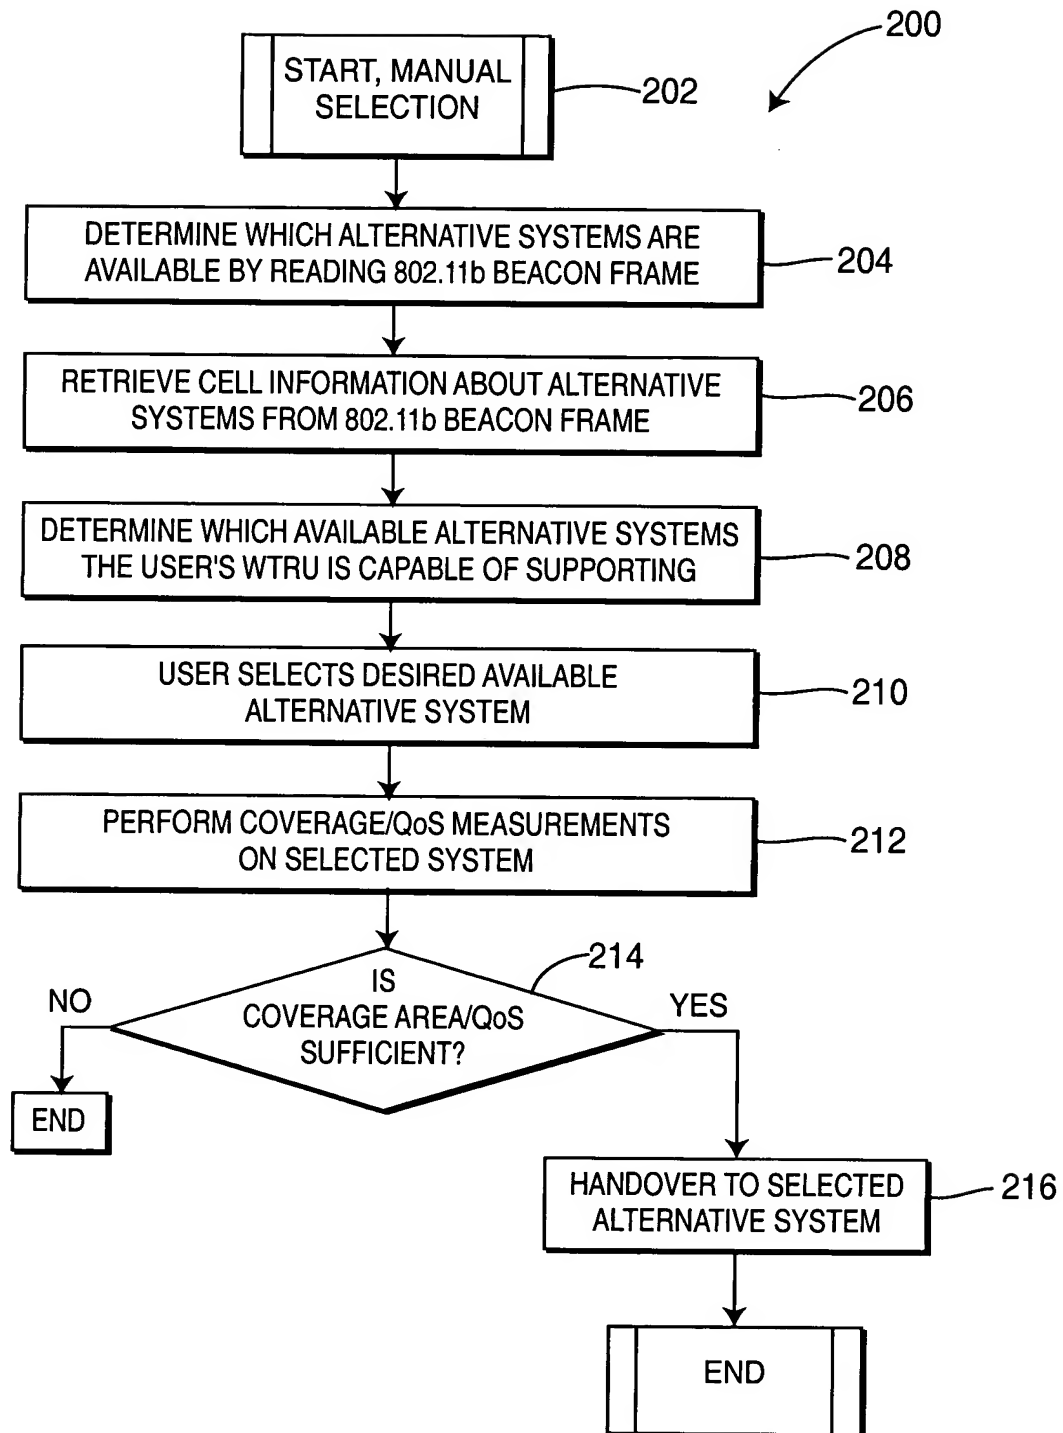 200
START, MANUAL
SELECTION
202
DETERMINE WHICH ALTERNATIVE SYSTEMS ARE
AVAILABLE BY READING 802.11b BEACON FRAME
204
RETRIEVE CELL INFORMATION ABOUT ALTERNATIVE
SYSTEMS FROM 802.11b BEACON FRAME
206
DETERMINE WHICH AVAILABLE ALTERNATIVE SYSTEMS
THE USER'S WTRU IS CAPABLE OF SUPPORTING
208
USER SELECTS DESIRED AVAILABLE
ALTERNATIVE SYSTEM
210
PERFORM COVERAGE/QoS MEASUREMENTS
ON SELECTED SYSTEM
212
214
IS
COVERAGE AREA/QoS
SUFFICIENT?
NO
YES
END
HANDOVER TO SELECTED
ALTERNATIVE SYSTEM
216
END